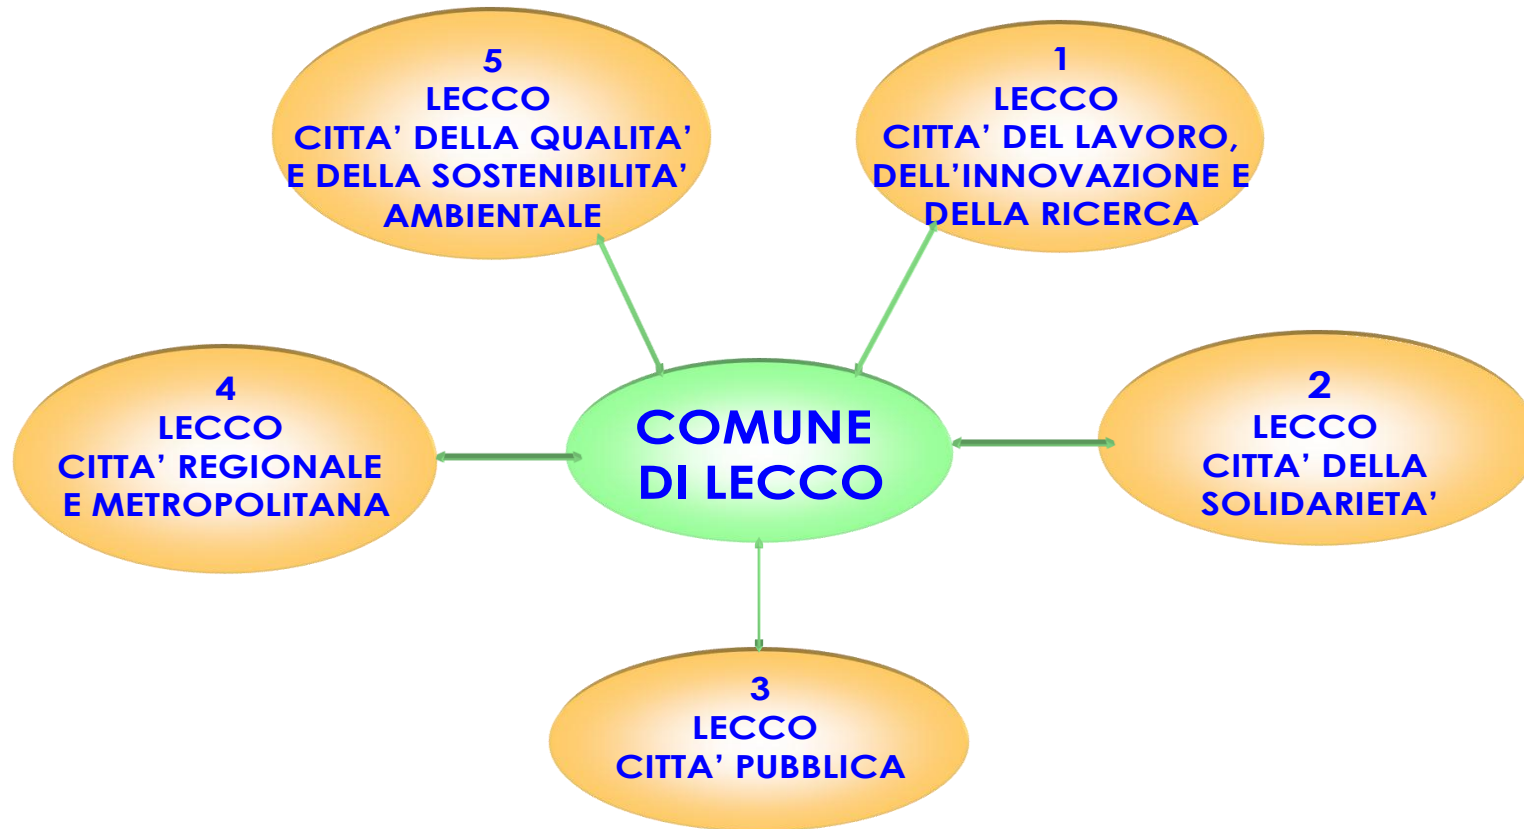 5
LECCO
CITTA’ DELLA QUALITA’
E DELLA SOSTENIBILITA’
AMBIENTALE
1
LECCO
CITTA’ DEL LAVORO,
DELL’INNOVAZIONE E
DELLA RICERCA
4
LECCO
CITTA’ REGIONALE
E METROPOLITANA
COMUNE
DI LECCO
2
LECCO
CITTA’ DELLA
SOLIDARIETA’
3
LECCO
CITTA’ PUBBLICA